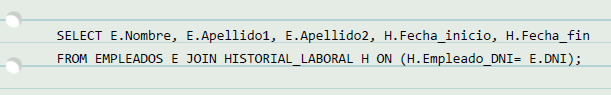 SELECT E.Nombre, E.Apellido1, E.Apellido2, H.Fecha_inicio, H.Fecha_fin
FROM EMPLEADOS E JOIN HISTORIAL_LABORAL H ON (H.Empleado_DNI= E.DNI);